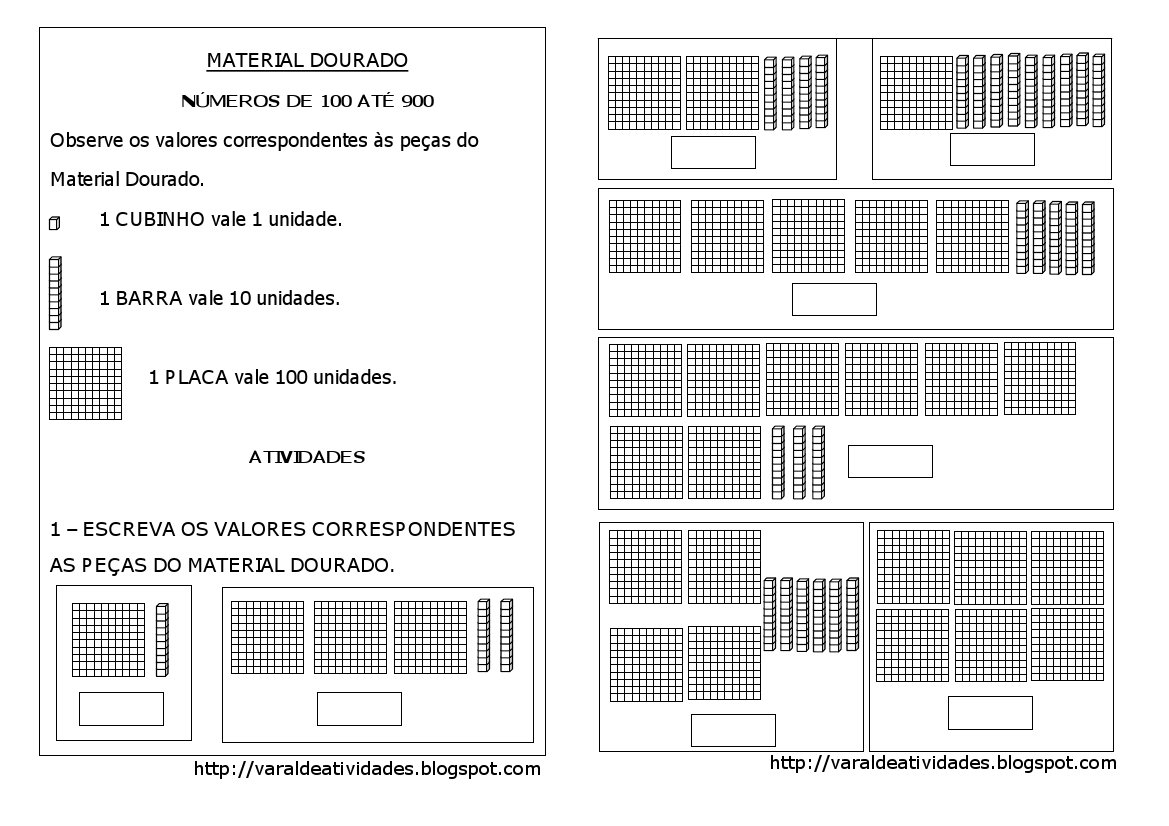 MATERIAL DOURADO
NÚMEROS DE 100 ATÉ 900
Observe os valores correspondentes às peças do
Material Dourado.
1 CUBINHO vale 1 unidade.
1 BARRA vale 10 unidades.
1 PLACA vale 100 unidades.
ATIVIDADES
1 – ESCREVA OS VALORES CORRESPONDENTES
AS PEÇAS DO MATERIAL DOURADO.
http://varaldeatividades.blogspot.com
http://varaldeatividades.blogspot.com